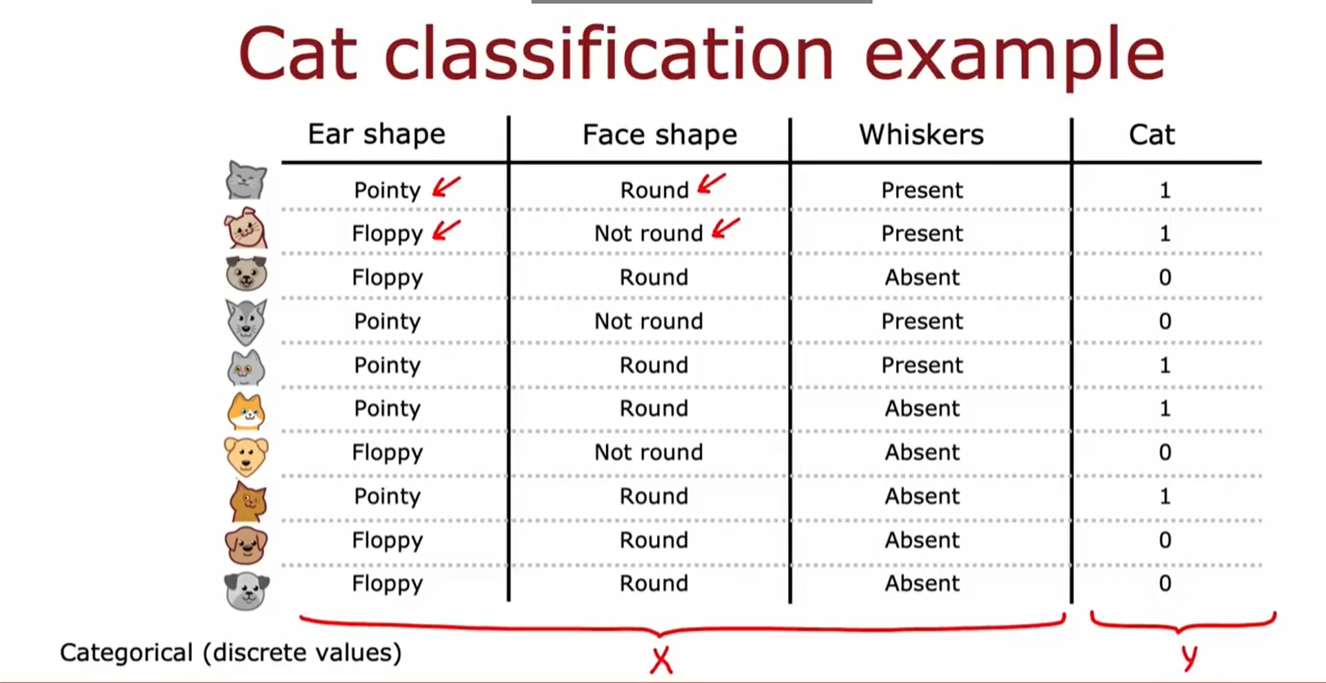 Cat classification example
Ear shape Face shape Whiskers Cat
Pointy Round Present 1
Floppy Not round Present 1
Floppy Round Absent 0
Pointy Not round Present 0
Pointy Round Present 1
Pointy Round Absent 1
Floppy Not round Absent 0
Pointy Round Absent 1
Floppy Round Absent 0
Floppy Round Absent 0
Categorical (discrete values) X y